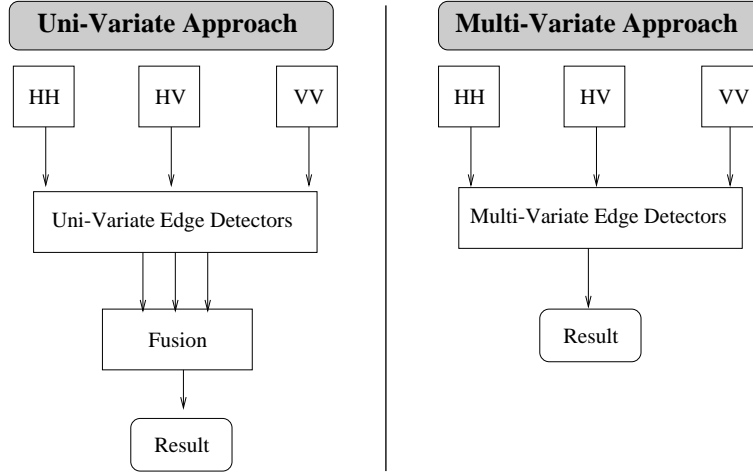 Uni-Variate Approach
HH
HV
VV
Uni-Variate Edge Detectors
Fusion
Result
Multi-Variate Approach
HH
HV
VV
Multi-Variate Edge Detectors
Result